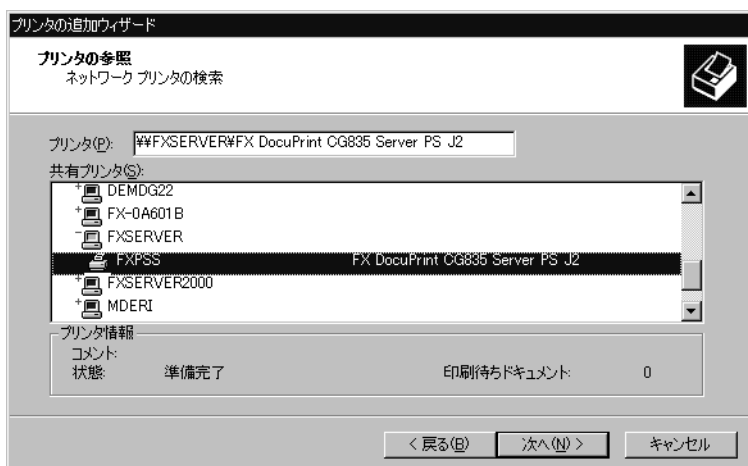 プリンタの追加ウィザード
プリンタの参照
ネットワーク プリンタの検索
プリンタ(P): ¥¥FXSERVER¥FX DocuPrint CG835 Server PS J2
共有プリンタ(S):
DEMDG22
FX-0A601B
FXSERVER
FXPSS FX DocuPrint CG835 Server PS J2
FXSERVER2000
MDERI
プリンタ情報
コメント:
状態: 準備完了 印刷待ちドキュメント: 0
< 戻る(B) 次へ(N) > キャンセル